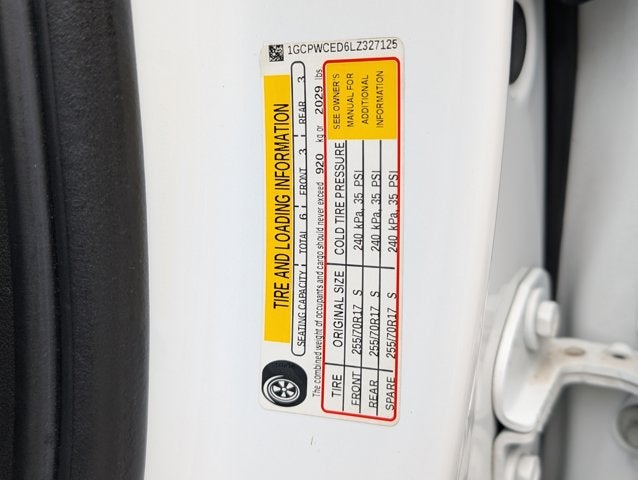 1GCPWCED6LZ327125
TIRE AND LOADING INFORMATION
SEATING CAPACITY TOTAL 6 FRONT 3 REAR 3
The combined weight of occupants and cargo should never exceed 920 kg or 2029 lbs.
TIRE ORIGINAL SIZE COLD TIRE PRESSURE
FRONT 255/70R17 S 240 kPa, 35 PSI
REAR 255/70R17 S 240 kPa, 35 PSI
SPARE 255/70R17 S 240 kPa, 35 PSI
SEE OWNER'S
MANUAL FOR
ADDITIONAL
INFORMATION